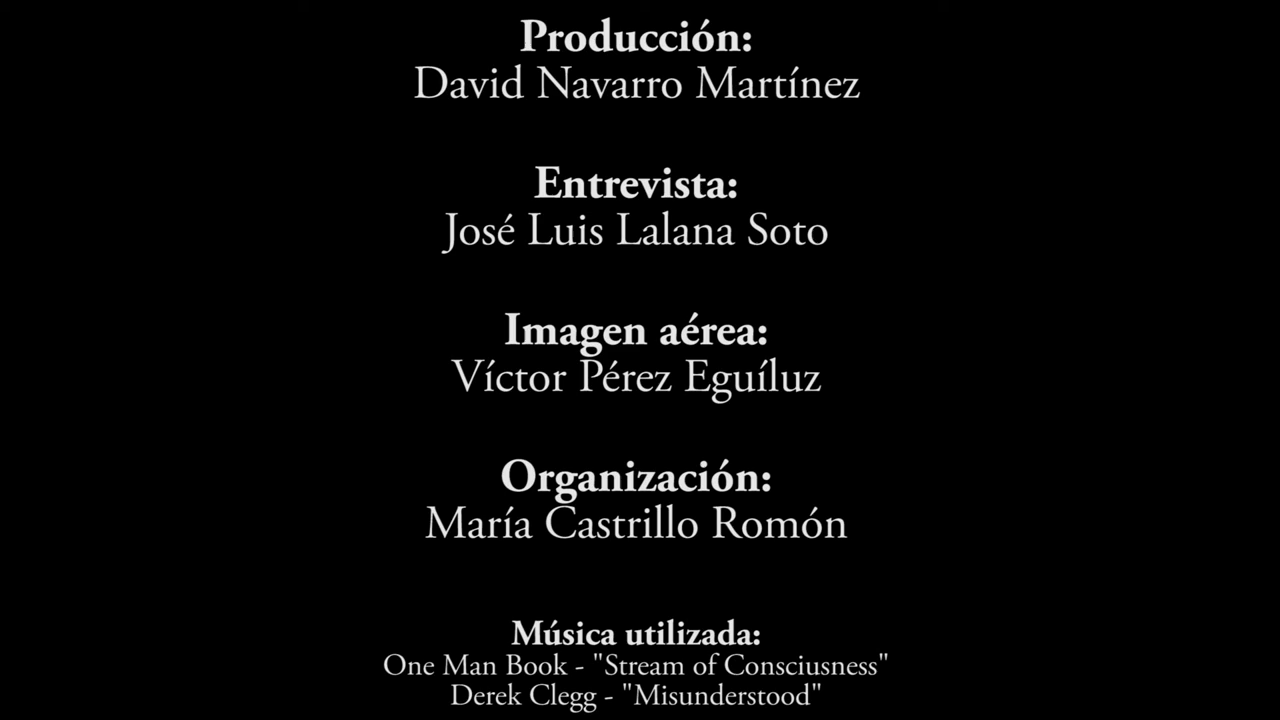 Producción:
David Navarro Martínez
Entrevista:
José Luis Lalana Soto
Imagen aérea:
Víctor Pérez Eguíluz
Organización:
María Castrillo Romón
Música utilizada:
One Man Book - "Stream of Consciusness"
Derek Clegg - "Misunderstood"